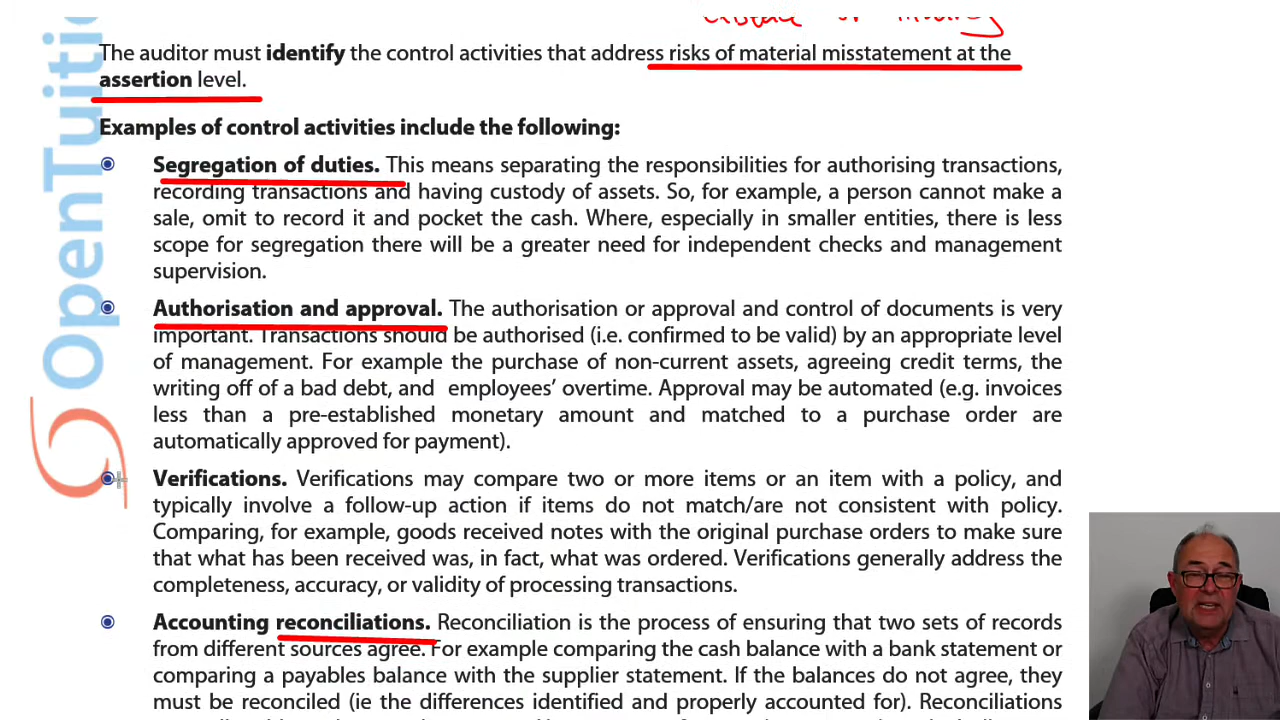 The auditor must identify the control activities that address risks of material misstatement at the
assertion level.
Examples of control activities include the following:
Segregation of duties. This means separating the responsibilities for authorising transactions,
recording transactions and having custody of assets. So, for example, a person cannot make a
sale, omit to record it and pocket the cash. Where, especially in smaller entities, there is less
scope for segregation there will be a greater need for independent checks and management
supervision.
Authorisation and approval. The authorisation or approval and control of documents is very
important. Transactions should be authorised (i.e. confirmed to be valid) by an appropriate level
of management. For example the purchase of non-current assets, agreeing credit terms, the
writing off of a bad debt, and employees’ overtime. Approval may be automated (e.g. invoices
less than a pre-established monetary amount and matched to a purchase order are
automatically approved for payment).
Verifications. Verifications may compare two or more items or an item with a policy, and
typically involve a follow-up action if items do not match/are not consistent with policy.
Comparing, for example, goods received notes with the original purchase orders to make sure
that what has been received was, in fact, what was ordered. Verifications generally address the
completeness, accuracy, or validity of processing transactions.
Accounting reconciliations. Reconciliation is the process of ensuring that two sets of records
from different sources agree. For example comparing the cash balance with a bank statement or
comparing a payables balance with the supplier statement. If the balances do not agree, they
must be reconciled (ie the differences identified and properly accounted for). Reconciliations
OpenTuiti